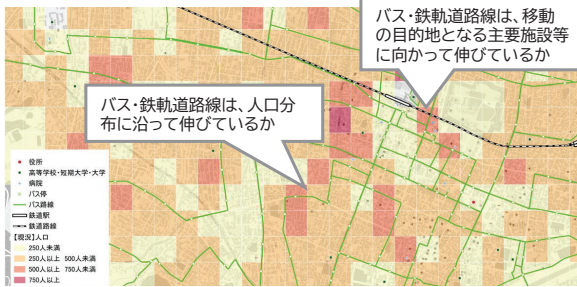 バス・鉄軌道路線は、移動
の目的地となる主要施設等
に向かって伸びているか
バス・鉄軌道路線は、人口分
布に沿って伸びているか
役所
高等学校・短期大学・大学
病院
バス停
バス路線
鉄道駅
鉄道路線
【現況】人口
250人未満
250人以上 500人未満
500人以上 750人未満
750人以上